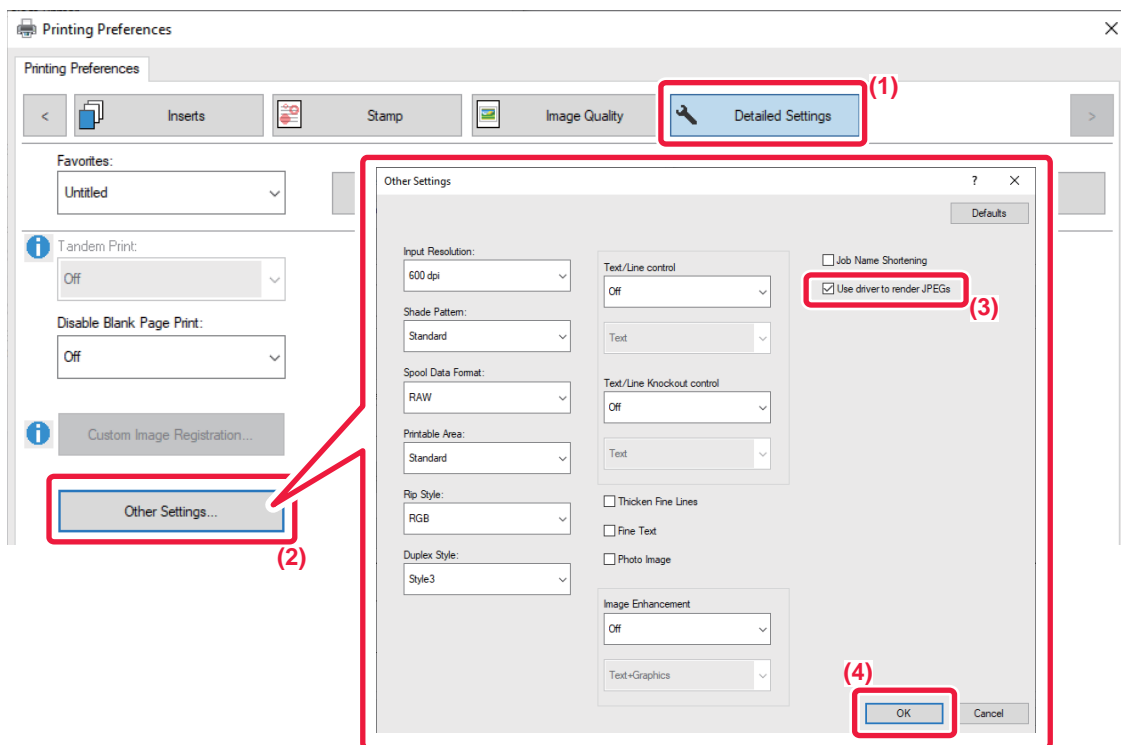 Printing Preferences
Printing Preferences
(1)
< Inserts Stamp Image Quality Detailed Settings >
Favorites:
Untitled
Tandem Print:
Off
Disable Blank Page Print:
Off
Custom Image Registration...
Other Settings...
(2)
Other Settings ?
Defaults
Input Resolution:
600 dpi
Shade Pattern:
Standard
Spool Data Format:
RAW
Printable Area:
Standard
Rip Style:
RGB
Duplex Style:
Style3
Text/Line control
Off
Text
Text/Line Knockout control
Off
Text
Thicken Fine Lines
Fine Text
Photo Image
Image Enhancement
Off
Text+Graphics
Job Name Shortening
Use driver to render JPEGs
(3)
(4)
OK Cancel